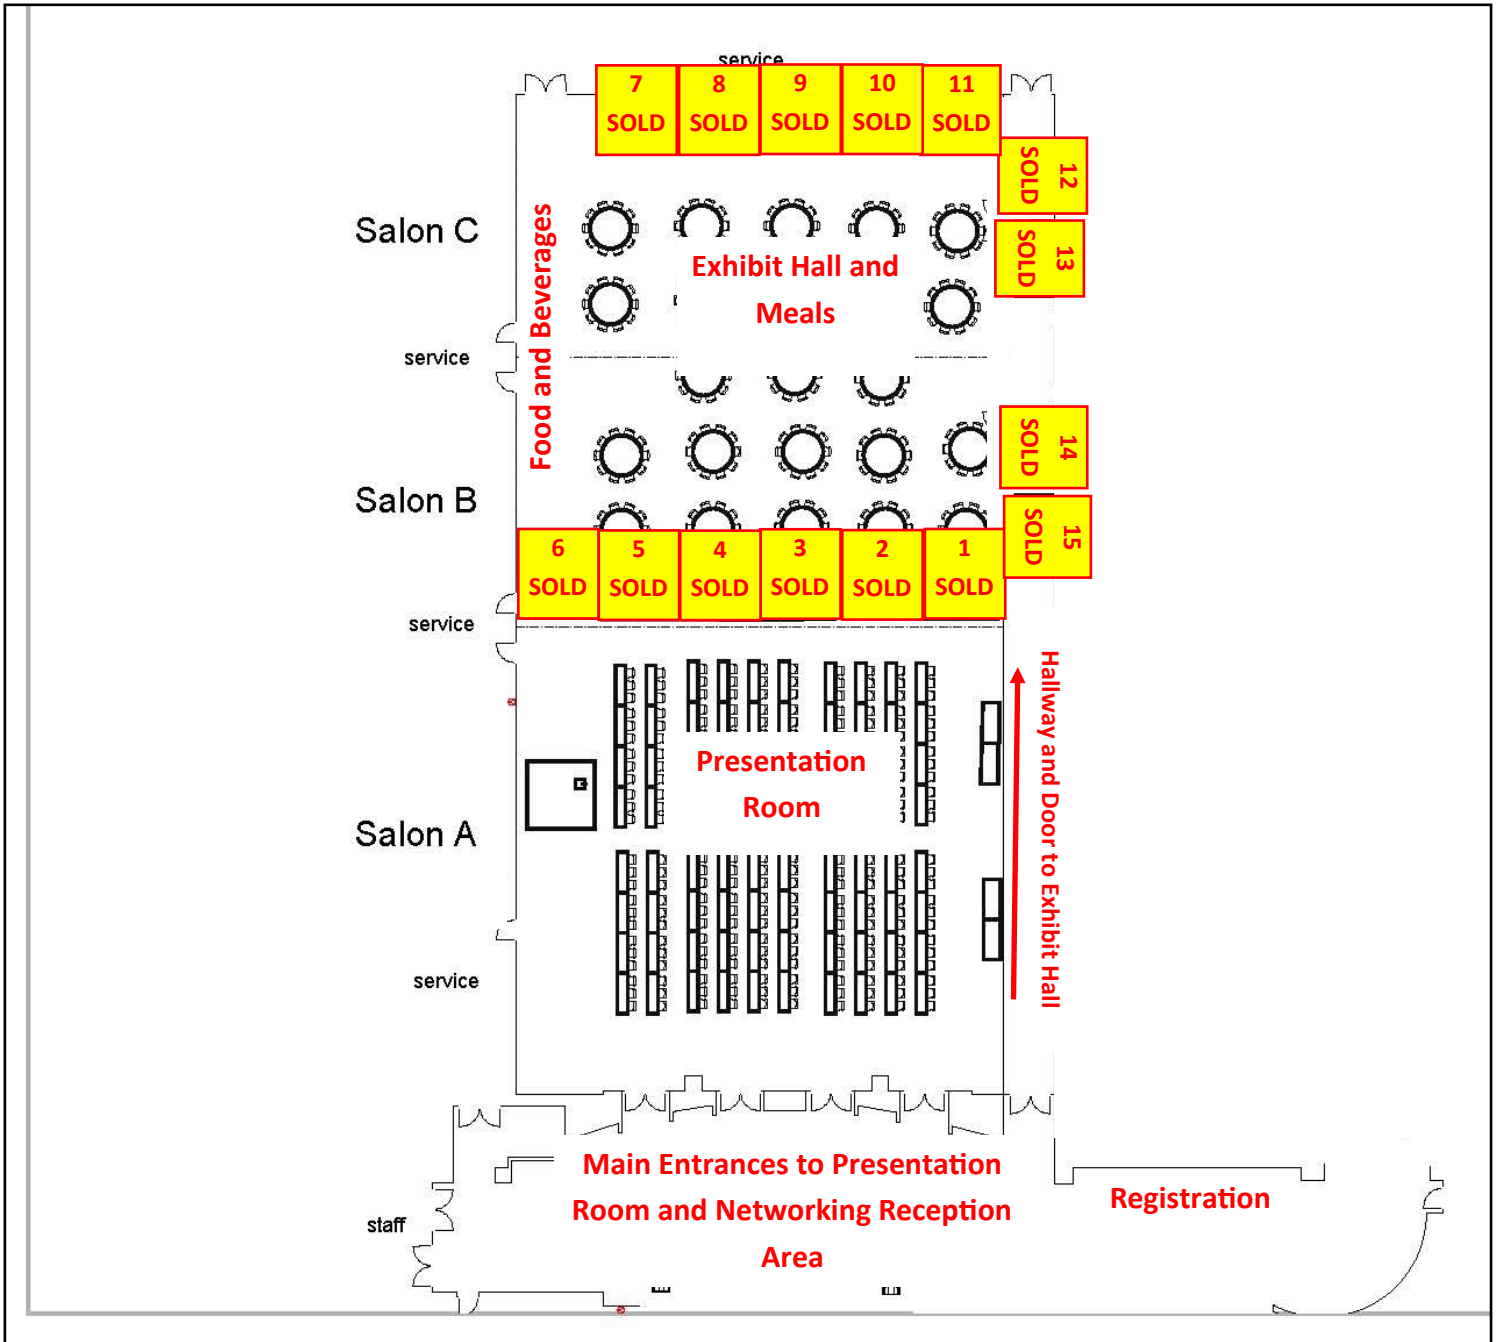 service
7
SOLD
8
SOLD
9
SOLD
10
SOLD
11
SOLD
12
SOLD
13
SOLD
Salon C
Food and Beverages
Exhibit Hall and
Meals
service
14
SOLD
Salon B
15
SOLD
6
SOLD
5
SOLD
4
SOLD
3
SOLD
2
SOLD
1
SOLD
service
Hallway and Door to Exhibit Hall
Presentation
Room
Salon A
service
Main Entrances to Presentation
Room and Networking Reception
Area
Registration
staff